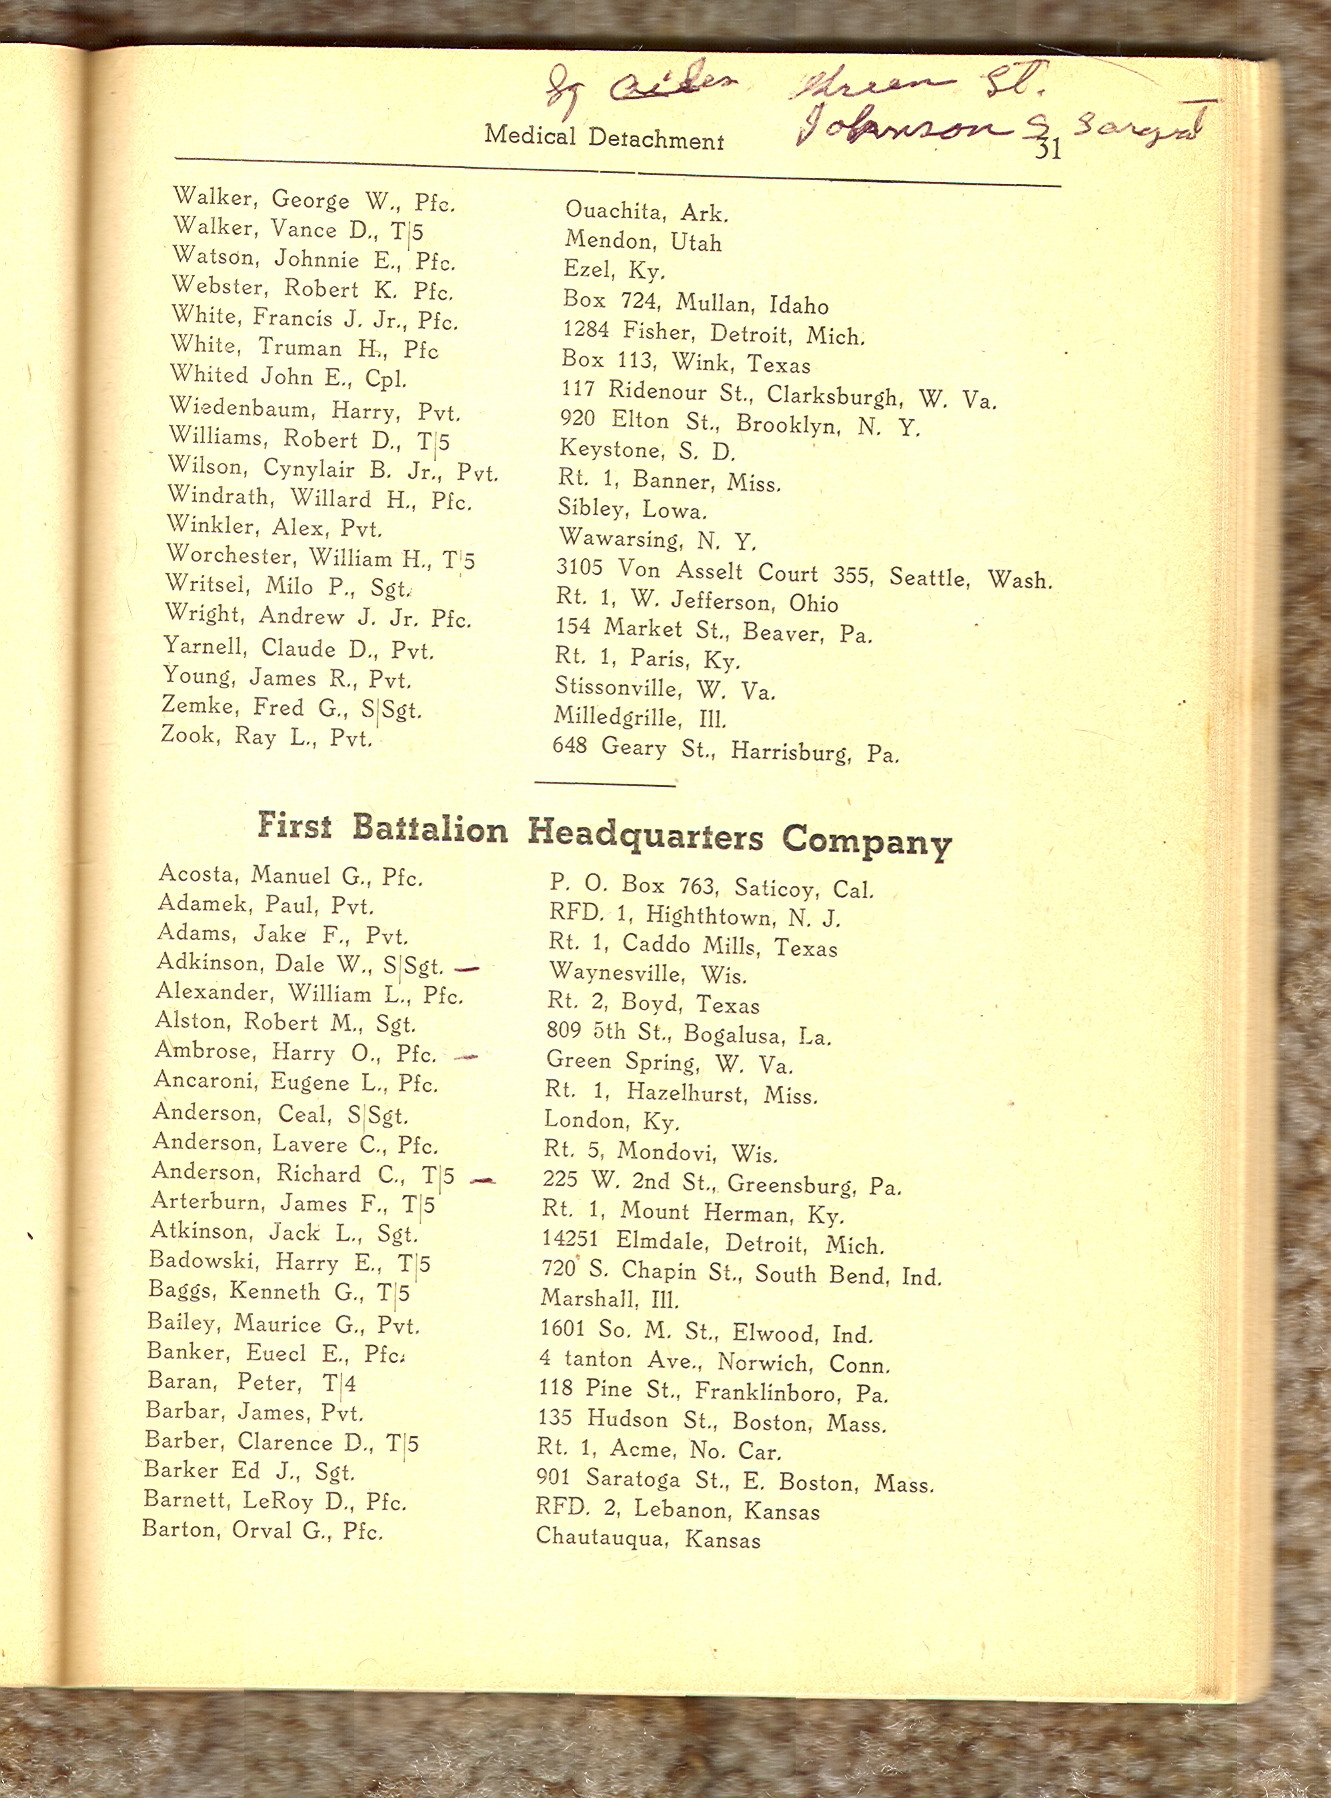 Green St.
Johnson S Sargt
Medical Detachment 31
Walker, George W., Pfc. Ouachita, Ark.
Walker, Vance D., T|5 Mendon, Utah
Watson, Johnnie E., Pfc. Ezel, Ky.
Webster, Robert K. Pfc. Box 724, Mullan, Idaho
White, Francis J. Jr., Pfc. 1284 Fisher, Detroit, Mich.
White, Truman H., Pfc Box 113, Wink, Texas
Whited John E., Cpl. 117 Ridenour St., Clarksburgh, W. Va.
Wiedenbaum, Harry, Pvt. 920 Elton St., Brooklyn, N. Y.
Williams, Robert D., T|5 Keystone, S. D.
Wilson, Cynylair B. Jr., Pvt. Rt. 1, Banner, Miss.
Windrath, Willard H., Pfc. Sibley, Lowa.
Winkler, Alex, Pvt. Wawarsing, N. Y.
Worchester, William H., T|5 3105 Von Asselt Court 355, Seattle, Wash.
Writsel, Milo P., Sgt. Rt. 1, W. Jefferson, Ohio
Wright, Andrew J. Jr. Pfc. 154 Market St., Beaver, Pa.
Yarnell, Claude D., Pvt. Rt. 1, Paris, Ky.
Young, James R., Pvt. Stissonville, W. Va.
Zemke, Fred G., S|Sgt. Milledgrille, Ill.
Zook, Ray L., Pvt. 648 Geary St., Harrisburg, Pa.
First Battalion Headquarters Company
Acosta, Manuel G., Pfc. P. O. Box 763, Saticoy, Cal.
Adamek, Paul, Pvt. RFD. 1, Highthtown, N. J.
Adams, Jake F., Pvt. Rt. 1, Caddo Mills, Texas
Adkinson, Dale W., S|Sgt. — Waynesville, Wis.
Alexander, William L., Pfc. Rt. 2, Boyd, Texas
Alston, Robert M., Sgt. 809 5th St., Bogalusa, La.
Ambrose, Harry O., Pfc. — Green Spring, W. Va.
Ancaroni, Eugene L., Pfc. Rt. 1, Hazelhurst, Miss.
Anderson, Ceal, S|Sgt. London, Ky.
Anderson, Lavere C., Pfc. Rt. 5, Mondovi, Wis.
Anderson, Richard C., T|5 — 225 W. 2nd St., Greensburg, Pa.
Arterburn, James F., T|5 Rt. 1, Mount Herman, Ky.
Atkinson, Jack L., Sgt. 14251 Elmdale, Detroit, Mich.
Badowski, Harry E., T|5 720 S. Chapin St., South Bend, Ind.
Baggs, Kenneth G., T|5 Marshall, Ill.
Bailey, Maurice G., Pvt. 1601 So. M. St., Elwood, Ind.
Banker, Euecl E., Pfc. 4 tanton Ave., Norwich, Conn.
Baran, Peter, T|4 118 Pine St., Franklinboro, Pa.
Barbar, James, Pvt. 135 Hudson St., Boston, Mass.
Barber, Clarence D., T|5 Rt. 1, Acme, No. Car.
Barker Ed J., Sgt. 901 Saratoga St., E. Boston, Mass.
Barnett, LeRoy D., Pfc. RFD. 2, Lebanon, Kansas
Barton, Orval G., Pfc. Chautauqua, Kansas